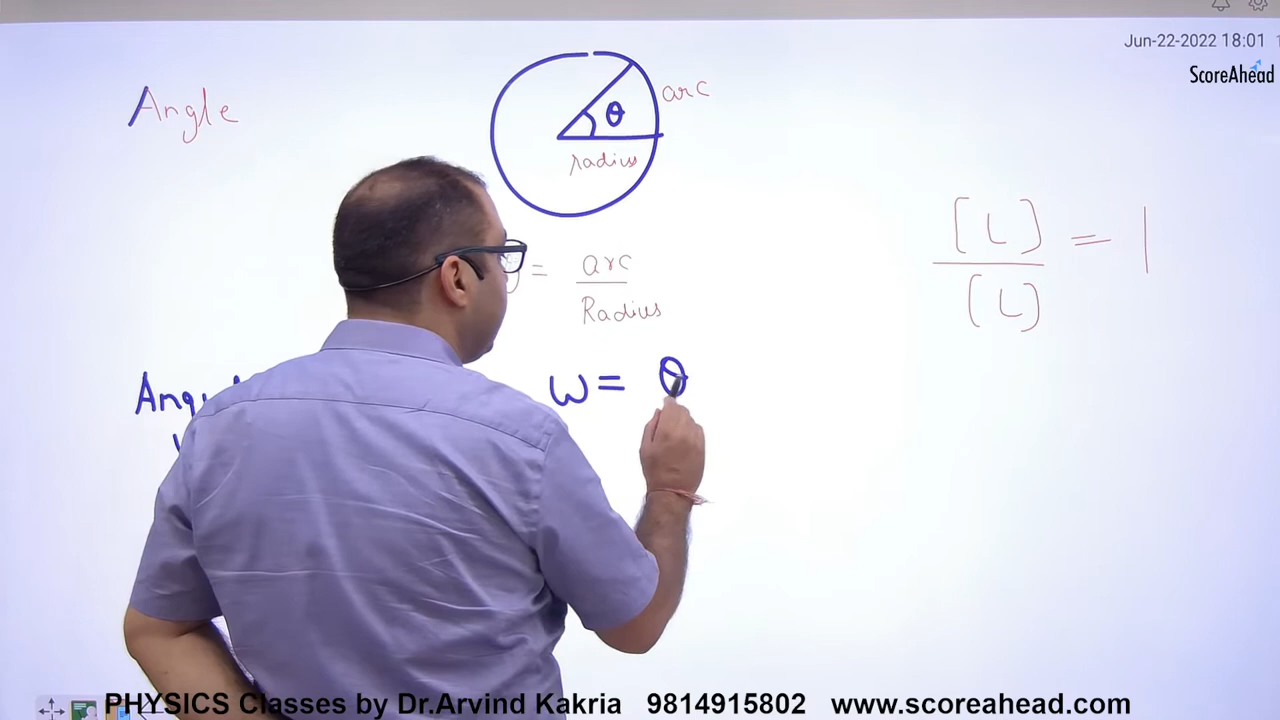 Jun-22-2022 18:01
ScoreAhead
Angle
θ
arc
radius
[L]
[L]
= 1
= arc
Radius
ω = θ
PHYSICS Classes by Dr.Arvind Kakria 9814915802 www.scoreahead.com